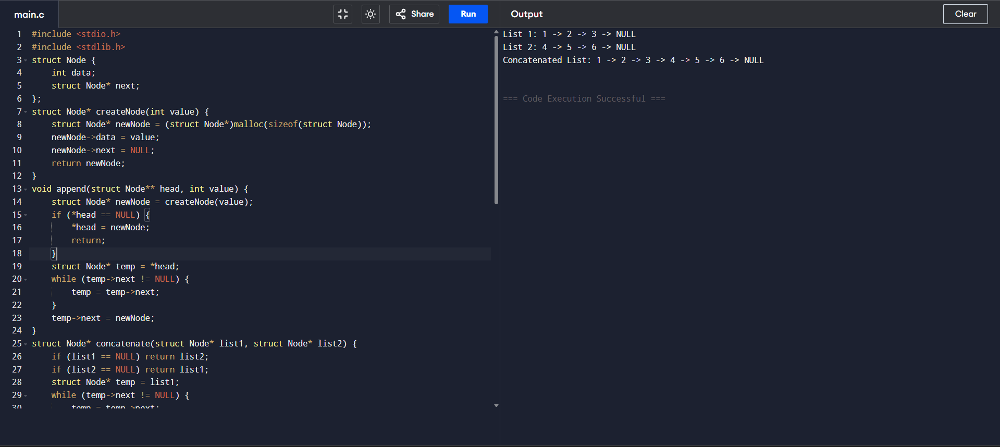 main.c
Share
Run
Output
Clear
1 #include <stdio.h>
2 #include <stdlib.h>
3 struct Node {
4     int data;
5     struct Node* next;
6 };
7 struct Node* createNode(int value) {
8     struct Node* newNode = (struct Node*)malloc(sizeof(struct Node));
9     newNode->data = value;
10     newNode->next = NULL;
11     return newNode;
12 }
13 void append(struct Node** head, int value) {
14     struct Node* newNode = createNode(value);
15     if (*head == NULL) {
16         *head = newNode;
17         return;
18     }
19     struct Node* temp = *head;
20     while (temp->next != NULL) {
21         temp = temp->next;
22     }
23     temp->next = newNode;
24 }
25 struct Node* concatenate(struct Node* list1, struct Node* list2) {
26     if (list1 == NULL) return list2;
27     if (list2 == NULL) return list1;
28     struct Node* temp = list1;
29     while (temp->next != NULL) {
30         temp = temp->next;
List 1: 1 -> 2 -> 3 -> NULL
List 2: 4 -> 5 -> 6 -> NULL
Concatenated List: 1 -> 2 -> 3 -> 4 -> 5 -> 6 -> NULL
=== Code Execution Successful ===